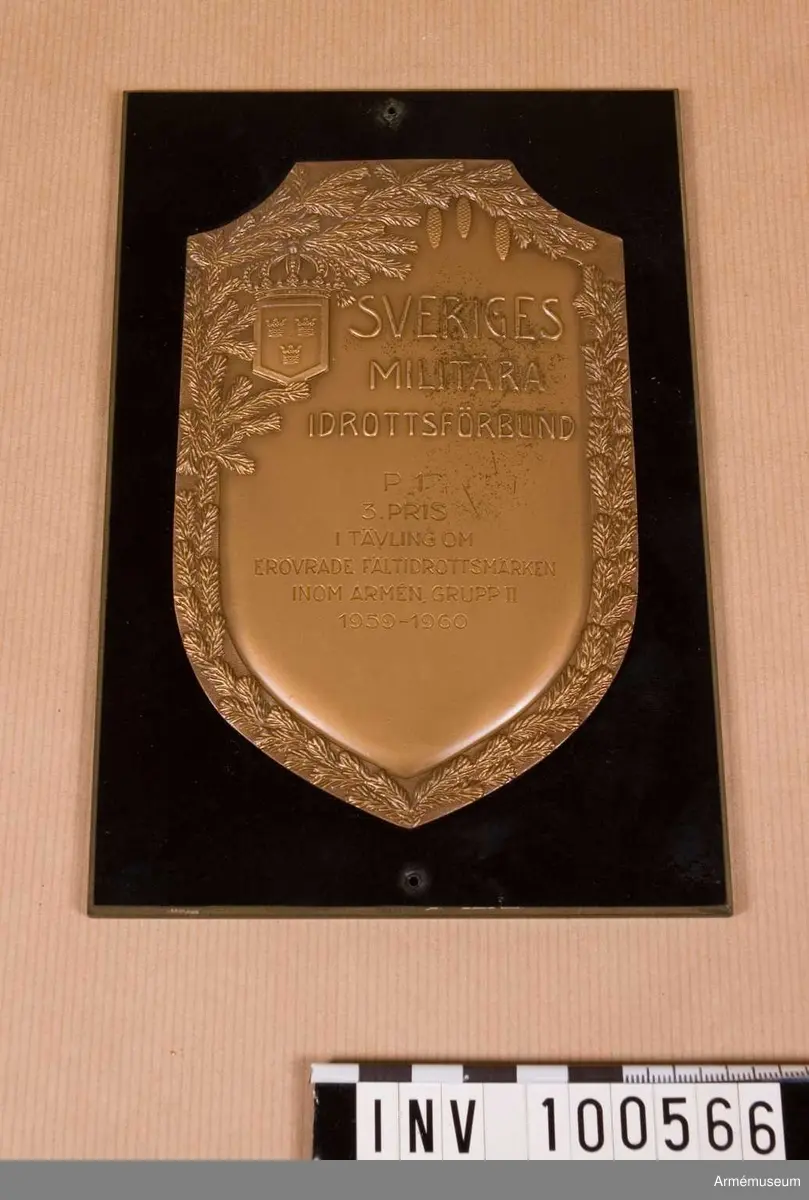 SVERIGES
MILITÄRA
IDROTTSFÖRBUND
P 1
3. PRIS
I TÄVLING OM
ERÖVRADE FÄLTIDROTTSMÄRKEN
INOM ARMÉN, GRUPP II
1959-1960
INV 100566
Armémuseum